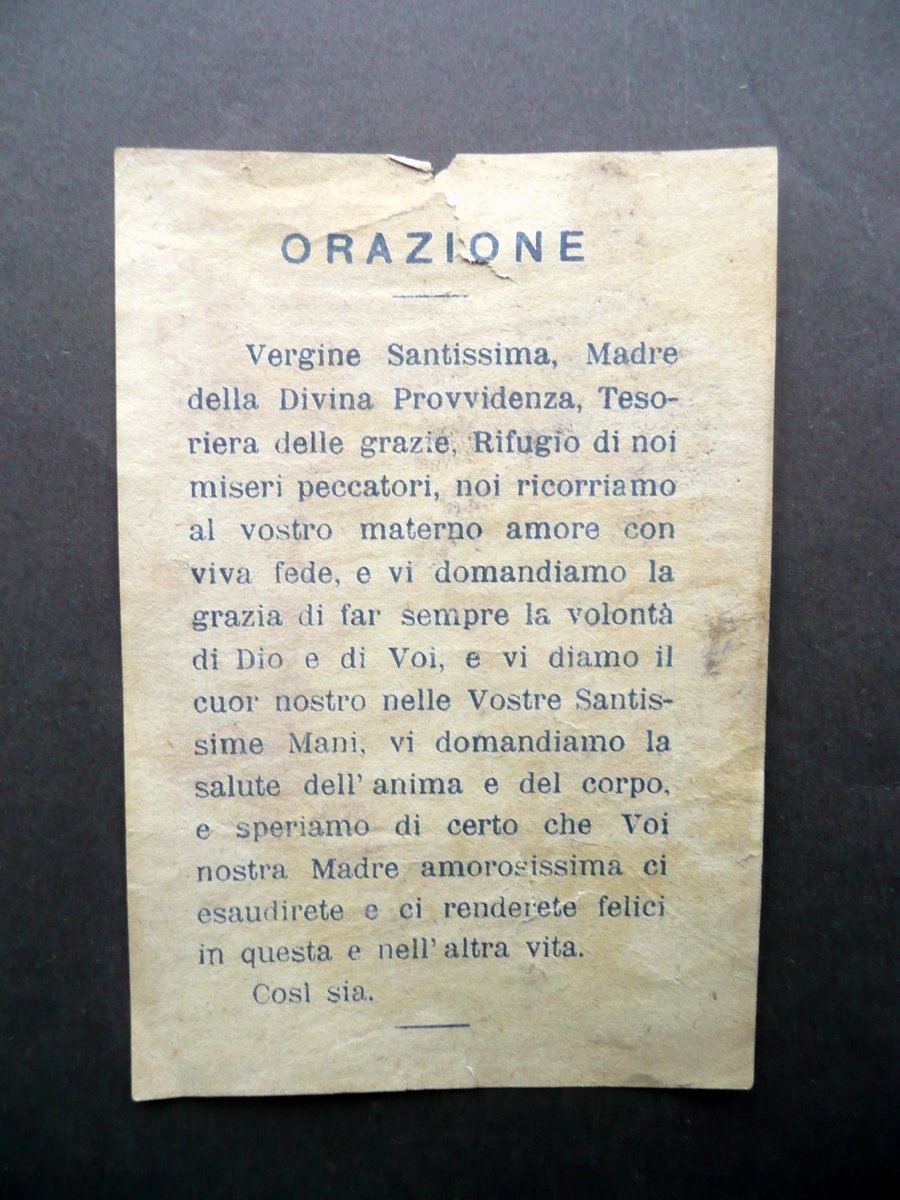 ORAZIONE
Vergine Santissima, Madre
della Divina Provvidenza, Teso-
riera delle grazie, Rifugio di noi
miseri peccatori, noi ricorriamo
al vostro materno amore con
viva fede, e vi domandiamo la
grazia di far sempre la volontà
di Dio e di Voi, e vi diamo il
cuor nostro nelle Vostre Santis-
sime Mani, vi domandiamo la
salute dell'anima e del corpo,
e speriamo di certo che Voi
nostra Madre amorosissima ci
esaudirete e ci renderete felici
in questa e nell'altra vita.
Così sia.